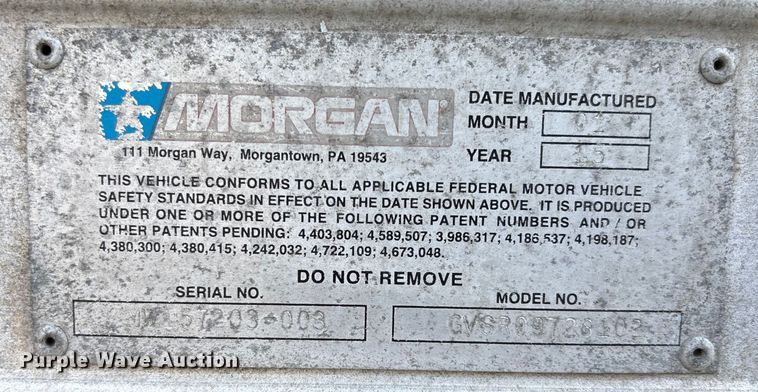 MORGAN
111 Morgan Way, Morgantown, PA 19543
DATE MANUFACTURED
MONTH 02
YEAR 15
THIS VEHICLE CONFORMS TO ALL APPLICABLE FEDERAL MOTOR VEHICLE
SAFETY STANDARDS IN EFFECT ON THE DATE SHOWN ABOVE. IT IS PRODUCED
UNDER ONE OR MORE OF THE FOLLOWING PATENT NUMBERS AND / OR
OTHER PATENTS PENDING: 4,403,804; 4,589,507; 3,986,317; 4,186,537; 4,198,187;
4,380,300; 4,380,415; 4,242,032; 4,722,109; 4,673,048.
DO NOT REMOVE
SERIAL NO.
MODEL NO.
Purple Wave Auction